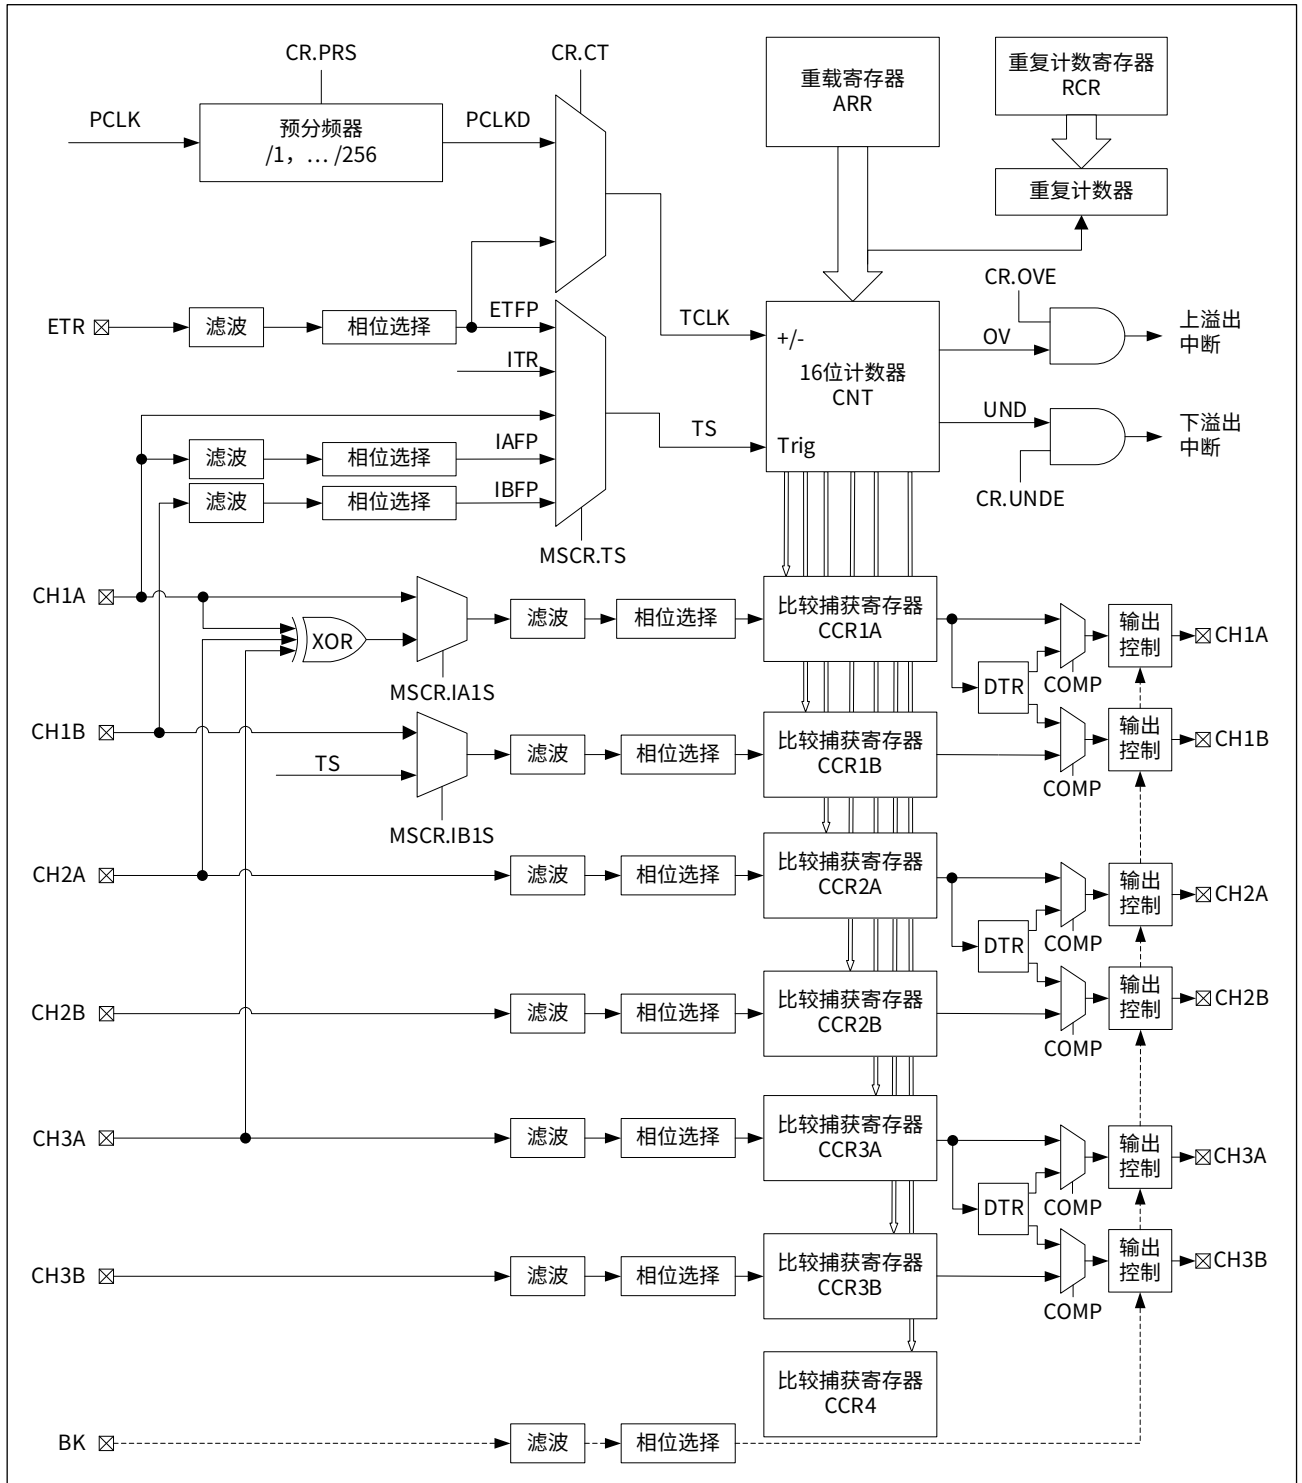 CR.PRS
CR.CT
重载寄存器
ARR
重复计数寄存器
RCR
PCLK
预分频器
/1，… /256
PCLKD
重复计数器
ETR
滤波
相位选择
ETFP
ITR
TCLK
+/-
16位计数器
CNT
Trig
CR.OVE
OV
上溢出
中断
UND
下溢出
中断
CR.UNDE
TS
滤波
相位选择
IAFP
滤波
相位选择
IBFP
MSCR.TS
CH1A
XOR
MSCR.IA1S
滤波
相位选择
比较捕获寄存器
CCR1A
DTR
COMP
输出
控制
CH1A
CH1B
TS
MSCR.IB1S
滤波
相位选择
比较捕获寄存器
CCR1B
COMP
输出
控制
CH1B
CH2A
滤波
相位选择
比较捕获寄存器
CCR2A
DTR
COMP
输出
控制
CH2A
CH2B
滤波
相位选择
比较捕获寄存器
CCR2B
COMP
输出
控制
CH2B
CH3A
滤波
相位选择
比较捕获寄存器
CCR3A
DTR
COMP
输出
控制
CH3A
CH3B
滤波
相位选择
比较捕获寄存器
CCR3B
COMP
输出
控制
CH3B
比较捕获寄存器
CCR4
BK
滤波
相位选择